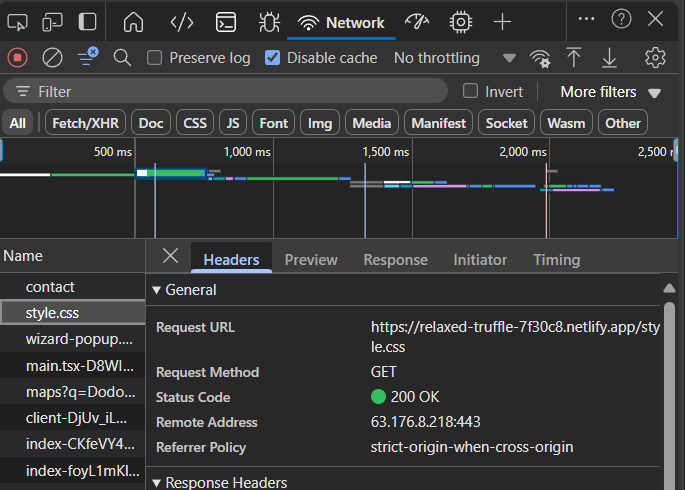 Network
Preserve log
Disable cache
No throttling
Filter
Invert
More filters
All
Fetch/XHR
Doc
CSS
JS
Font
Img
Media
Manifest
Socket
Wasm
Other
500 ms
1,000 ms
1,500 ms
2,000 ms
2,500 m
Name
Headers
Preview
Response
Initiator
Timing
contact
style.css
wizard-popup....
main.tsx-D8WI...
maps?q=Dodo...
client-DjUv_iL...
index-CKfeVY4...
index-foyL1mKl...
General
Request URL
https://relaxed-truffle-7f30c8.netlify.app/sty
le.css
Request Method
GET
Status Code
200 OK
Remote Address
63.176.8.218:443
Referrer Policy
strict-origin-when-cross-origin
Response Headers